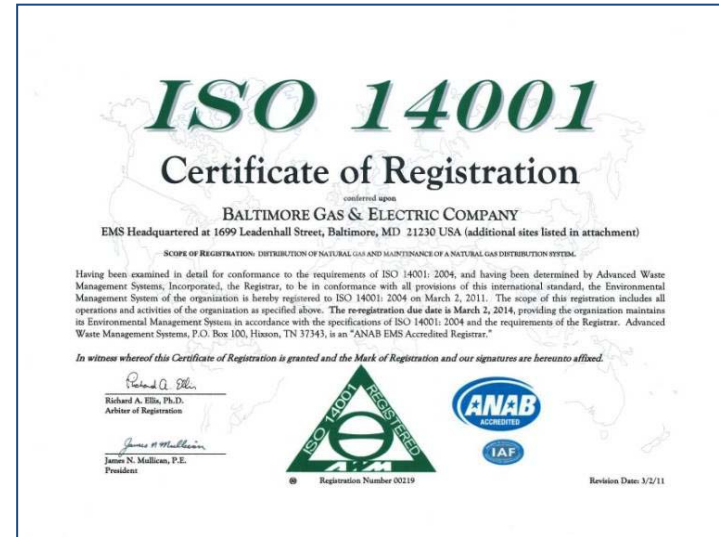 ISO 14001
Certificate of Registration
conferred upon
BALTIMORE GAS & ELECTRIC COMPANY
EMS Headquartered at 1699 Leadenhall Street, Baltimore, MD 21230 USA (additional sites listed in attachment)
SCOPE OF REGISTRATION: DISTRIBUTION OF NATURAL GAS AND MAINTENANCE OF A NATURAL GAS DISTRIBUTION SYSTEM.
Having been examined in detail for conformance to the requirements of ISO 14001: 2004, and having been determined by Advanced Waste
Management Systems, Incorporated, the Registrar, to be in conformance with all provisions of this international standard, the Environmental
Management System of the organization is hereby registered to ISO 14001: 2004 on March 2, 2011. The scope of this registration includes all
operations and activities of the organization as specified above. The re-registration due date is March 2, 2014, providing the organization maintains
its Environmental Management System in accordance with the specifications of ISO 14001: 2004 and the requirements of the Registrar. Advanced
Waste Management Systems, P.O. Box 100, Hixson, TN 37343, is an "ANAB EMS Accredited Registrar."
In witness whereof this Certificate of Registration is granted and the Mark of Registration and our signatures are hereunto affixed.
Richard A. Ellis
Richard A. Ellis, Ph.D.
Arbiter of Registration
James N. Mullican
James N. Mullican, P.E.
President
ISO 14001 REGISTERED
AWM
® Registration Number 00219
ANAB
ACCREDITED
IAF
Revision Date: 3/2/11